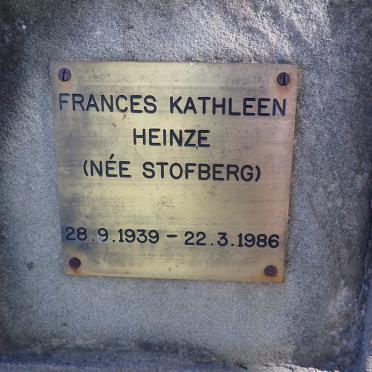 FRANCES KATHLEEN
HEINZE
(NÉE STOFBERG)
28.9.1939 – 22.3.1986